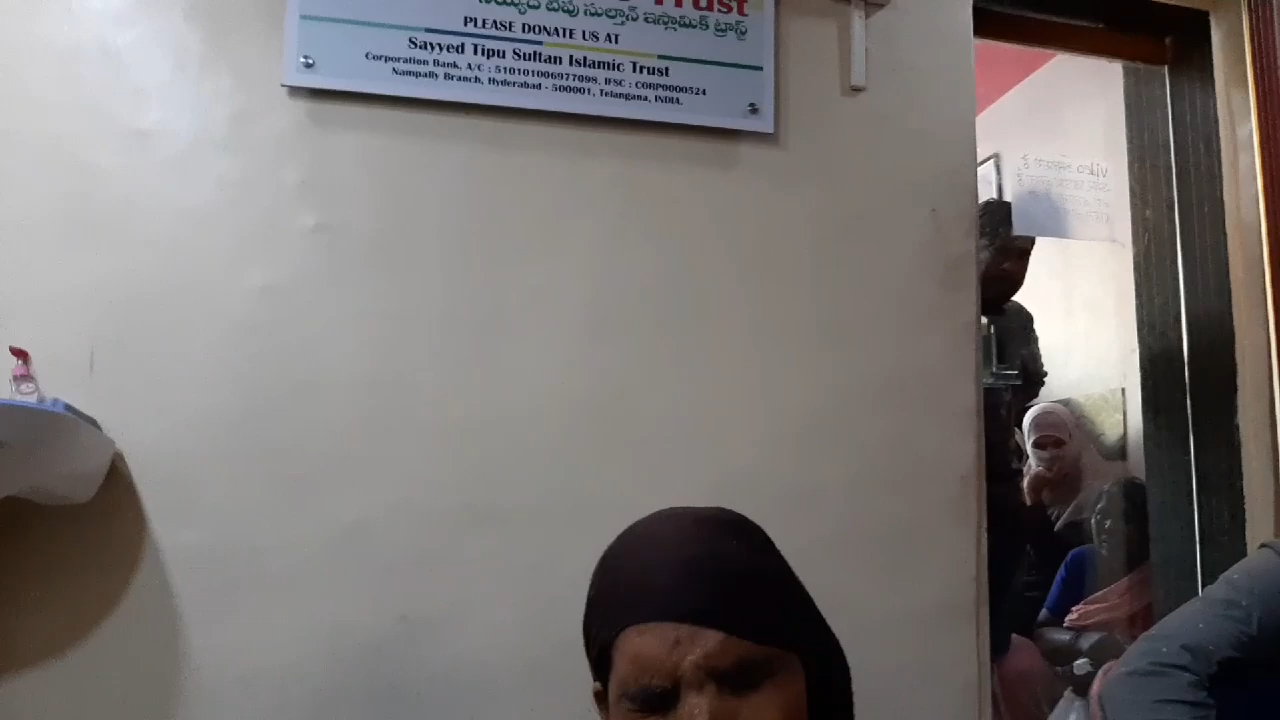 Trust
సయ్యద్ టిపు సుల్తాన్ ఇస్లామిక్ ట్రస్ట్
PLEASE DONATE US AT
Sayyed Tipu Sultan Islamic Trust
Corporation Bank, A/C : 510101006977098, IFSC : CORP0000524
Nampally Branch, Hyderabad - 500001, Telangana, INDIA.